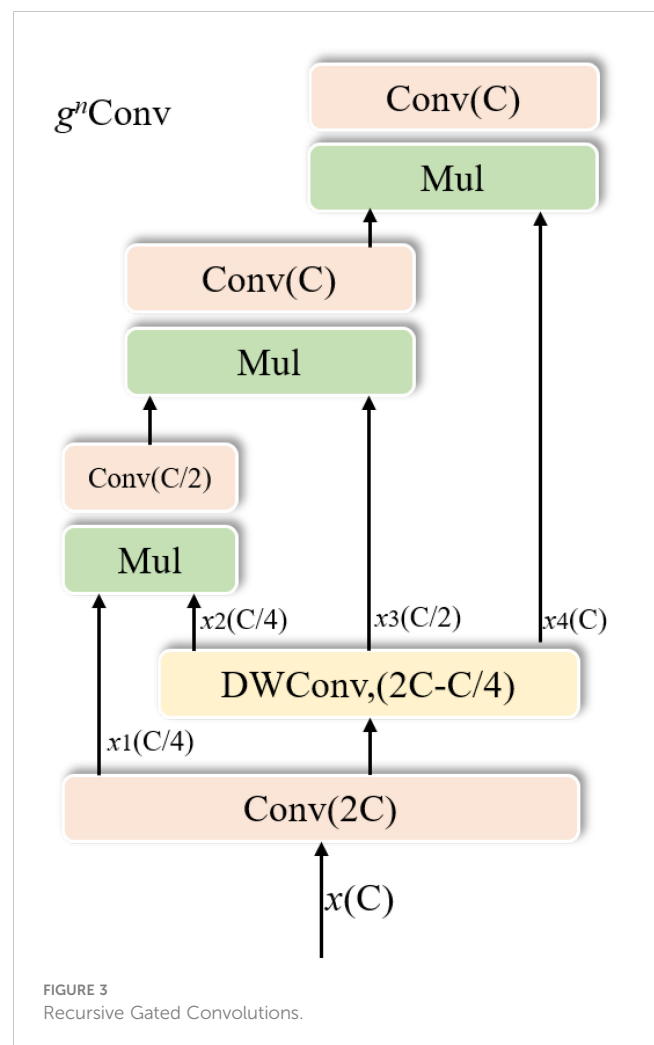 gⁿConv
Conv(C)
Mul
Conv(C)
Mul
Conv(C/2)
Mul
x2(C/4)
x3(C/2)
x4(C)
DWConv,(2C-C/4)
x1(C/4)
Conv(2C)
x(C)
FIGURE 3
Recursive Gated Convolutions.